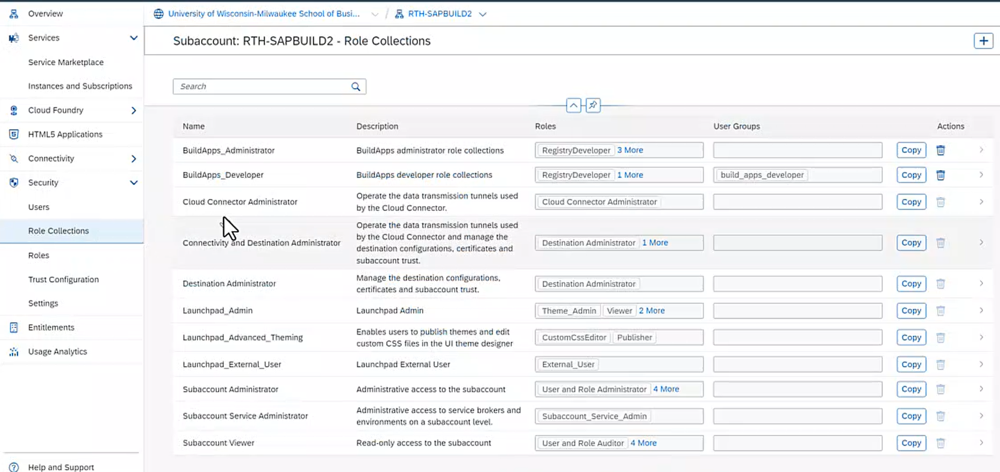 Overview
Services
Service Marketplace
Instances and Subscriptions
Cloud Foundry
HTML5 Applications
Connectivity
Security
Users
Role Collections
Roles
Trust Configuration
Settings
Entitlements
Usage Analytics
Help and Support
University of Wisconsin-Milwaukee School of Busi... / RTH-SAPBUILD2
Subaccount: RTH-SAPBUILD2 - Role Collections
Search
Name Description Roles User Groups Actions
BuildApps_Administrator BuildApps administrator role collections RegistryDeveloper 3 More Copy
BuildApps_Developer BuildApps developer role collections RegistryDeveloper 1 More build_apps_developer Copy
Cloud Connector Administrator Operate the data transmission tunnels used
by the Cloud Connector. Cloud Connector Administrator Copy
Connectivity and Destination Administrator Operate the data transmission tunnels used
by the Cloud Connector and manage the
destination configurations, certificates and
subaccount trust. Destination Administrator 1 More Copy
Destination Administrator Manage the destination configurations,
certificates and subaccount trust. Destination Administrator Copy
Launchpad_Admin Launchpad Admin Theme_Admin Viewer 2 More Copy
Launchpad_Advanced_Theming Enables users to publish themes and edit
custom CSS files in the UI theme designer CustomCssEditor Publisher Copy
Launchpad_External_User Launchpad External User External_User Copy
Subaccount Administrator Administrative access to the subaccount User and Role Administrator 4 More Copy
Subaccount Service Administrator Administrative access to service brokers and
environments on a subaccount level. Subaccount_Service_Admin Copy
Subaccount Viewer Read-only access to the subaccount User and Role Auditor 4 More Copy